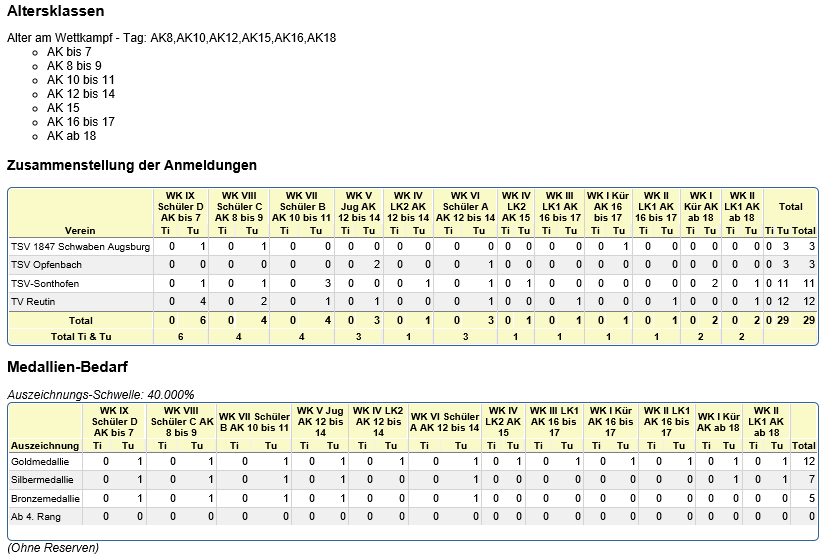 Altersklassen
Alter am Wettkampf - Tag: AK8,AK10,AK12,AK15,AK16,AK18
AK bis 7
AK 8 bis 9
AK 10 bis 11
AK 12 bis 14
AK 15
AK 16 bis 17
AK ab 18
Zusammenstellung der Anmeldungen
WK IX WK VIII WK VII WK V WK IV WK VI WK IV WK III WK I Kür WK II WK I WK II
Schüler D Schüler C Schüler B Jug AK LK2 AK Schüler A LK2 LK1 AK AK 16 LK1 AK Kür AK LK1 AK Total
AK bis 7 AK 8 bis 9 AK 10 bis 11 12 bis 14 12 bis 14 AK 12 bis 14 AK 15 16 bis 17 bis 17 16 bis 17 ab 18 ab 18
Verein Ti Tu Ti Tu Ti Tu Ti Tu Ti Tu Ti Tu Ti Tu Ti Tu Ti Tu Ti Tu Ti Tu Ti Tu Ti Tu Total
TSV 1847 Schwaben Augsburg 0 1 0 1 0 0 0 0 0 0 0 0 0 0 0 0 0 1 0 0 0 0 0 0 0 3 3
TSV Opfenbach 0 0 0 0 0 0 0 2 0 0 0 1 0 0 0 0 0 0 0 0 0 0 0 0 0 3 3
TSV-Sonthofen 0 1 0 1 0 3 0 0 0 1 0 1 0 1 0 0 0 0 0 0 0 2 0 1 0 11 11
TV Reutin 0 4 0 2 0 1 0 1 0 0 0 1 0 0 0 1 0 0 0 1 0 0 0 1 0 12 12
Total 0 6 0 4 0 4 0 3 0 1 0 3 0 1 0 1 0 1 0 1 0 2 0 2 0 29 29
Total Ti & Tu 6 4 4 3 1 3 1 1 1 1 2 2
Medallien-Bedarf
Auszeichnungs-Schwelle: 40.000%
WK IX WK VIII WK VII Schüler WK V Jug WK IV LK2 WK VI Schüler WK IV WK III LK1 WK I Kür WK II LK1 WK I Kür WK II
Schüler D Schüler C AK B AK 10 bis 11 AK 12 bis AK 12 bis A AK 12 bis 14 LK2 AK AK 16 bis AK 16 bis AK 16 bis AK ab 18 LK1 AK
AK bis 7 8 bis 9 14 14 15 17 17 17 ab 18
Auszeichnung Ti Tu Ti Tu Ti Tu Ti Tu Ti Tu Ti Tu Ti Tu Ti Tu Ti Tu Ti Tu Ti Tu Ti Tu Total
Goldmedallie 0 1 0 1 0 1 0 1 0 1 0 1 0 1 0 1 0 1 0 1 0 1 0 1 12
Silbermedallie 0 1 0 1 0 1 0 1 0 0 0 1 0 0 0 0 0 0 0 0 0 1 0 1 7
Bronzemedallie 0 1 0 1 0 1 0 1 0 0 0 1 0 0 0 0 0 0 0 0 0 0 0 0 5
Ab 4. Rang 0 0 0 0 0 0 0 0 0 0 0 0 0 0 0 0 0 0 0 0 0 0 0 0 0
(Ohne Reserven)